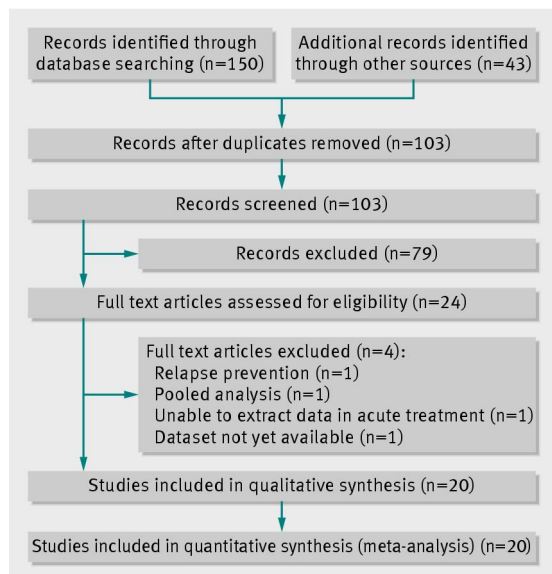 Records identified through
database searching (n=150)
Additional records identified
through other sources (n=43)
Records after duplicates removed (n=103)
Records screened (n=103)
Records excluded (n=79)
Full text articles assessed for eligibility (n=24)
Full text articles excluded (n=4):
Relapse prevention (n=1)
Pooled analysis (n=1)
Unable to extract data in acute treatment (n=1)
Dataset not yet available (n=1)
Studies included in qualitative synthesis (n=20)
Studies included in quantitative synthesis (meta-analysis) (n=20)